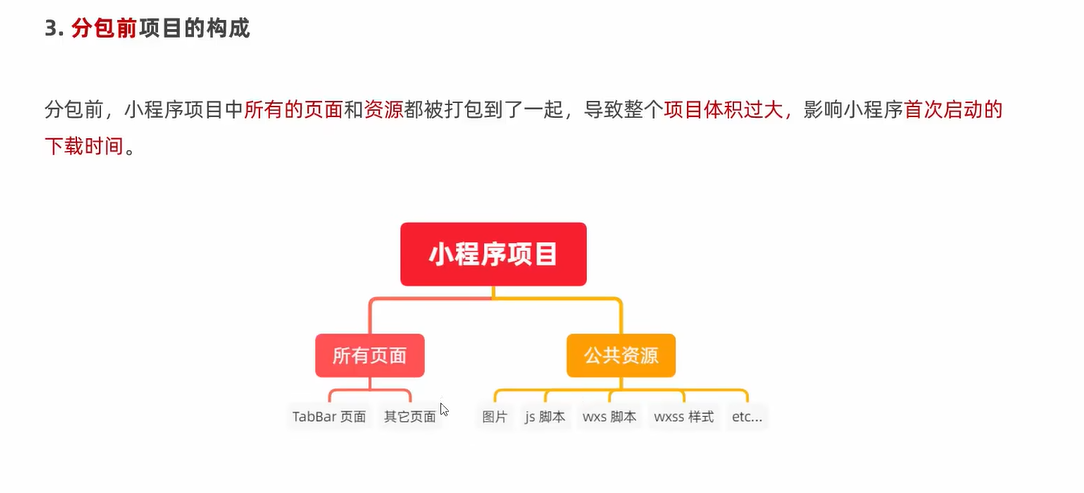 3. 分包前项目的构成
分包前，小程序项目中所有的页面和资源都被打包到了一起，导致整个项目体积过大，影响小程序首次启动的
下载时间。
小程序项目
所有页面
公共资源
TabBar 页面
其它页面
图片
js 脚本
wxs 脚本
wxss 样式
etc...